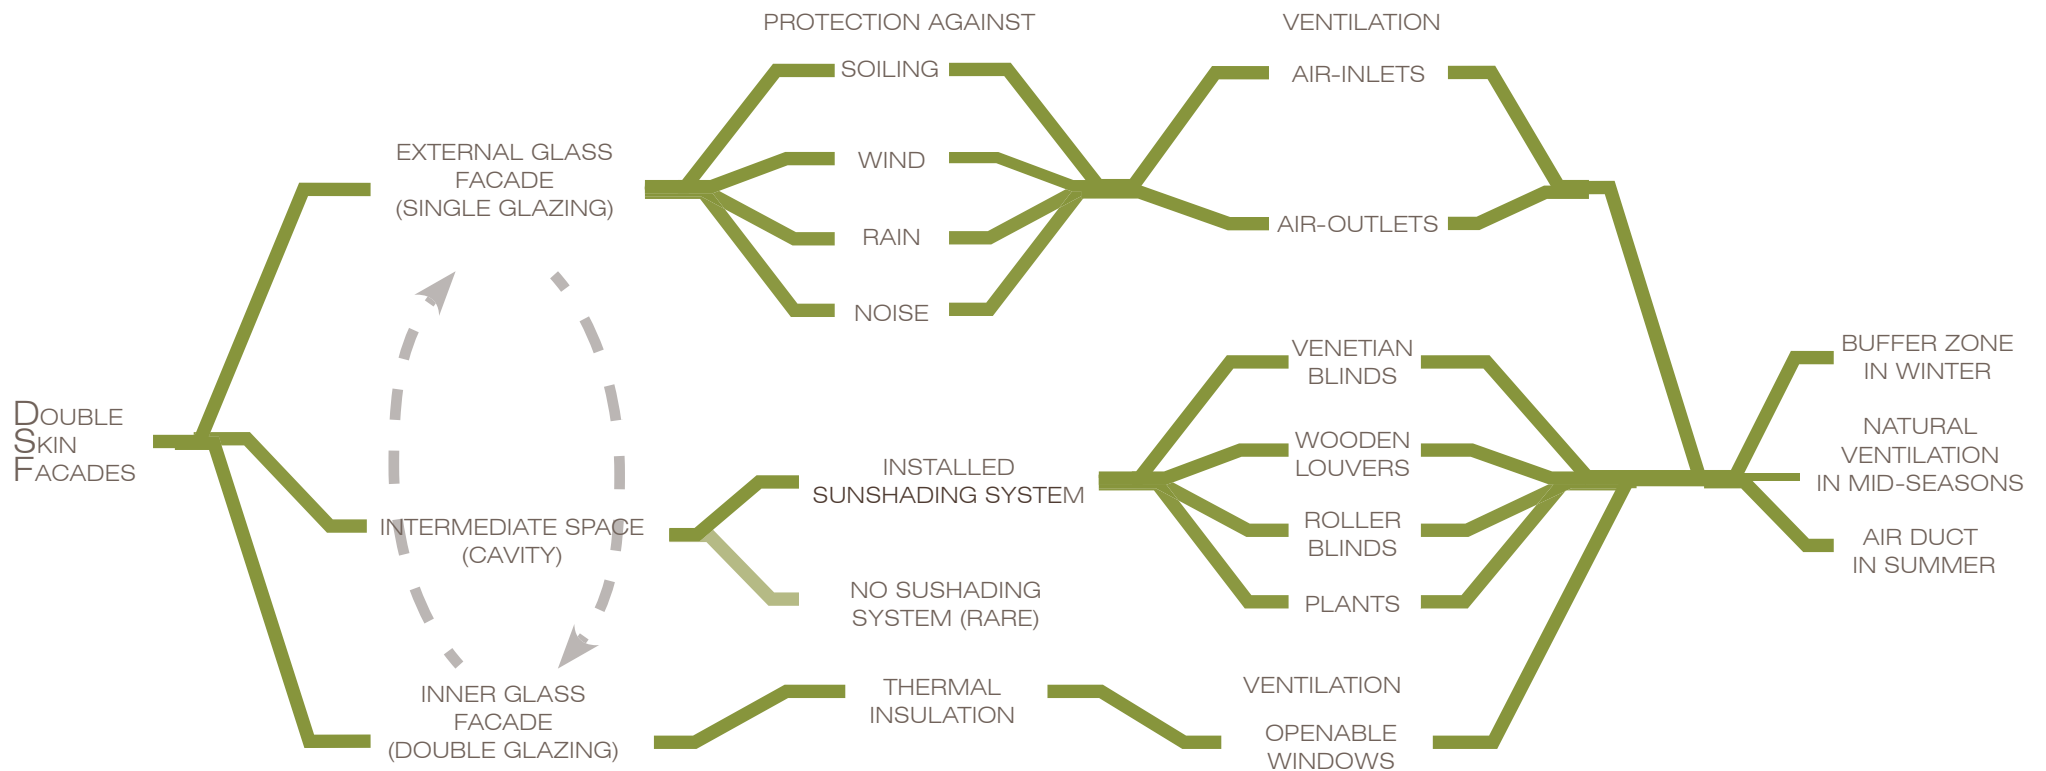 PROTECTION AGAINST
VENTILATION
SOILING
AIR-INLETS
EXTERNAL GLASS
FACADE
(SINGLE GLAZING)
WIND
RAIN
AIR-OUTLETS
NOISE
DOUBLE
SKIN
FACADES
VENETIAN
BLINDS
BUFFER ZONE
IN WINTER
WOODEN
LOUVERS
NATURAL
VENTILATION
IN MID-SEASONS
INSTALLED
SUNSHADING SYSTEM
INTERMEDIATE SPACE
(CAVITY)
ROLLER
BLINDS
AIR DUCT
IN SUMMER
NO SUSHADING
SYSTEM (RARE)
PLANTS
INNER GLASS
FACADE
(DOUBLE GLAZING)
THERMAL
INSULATION
VENTILATION
OPENABLE
WINDOWS